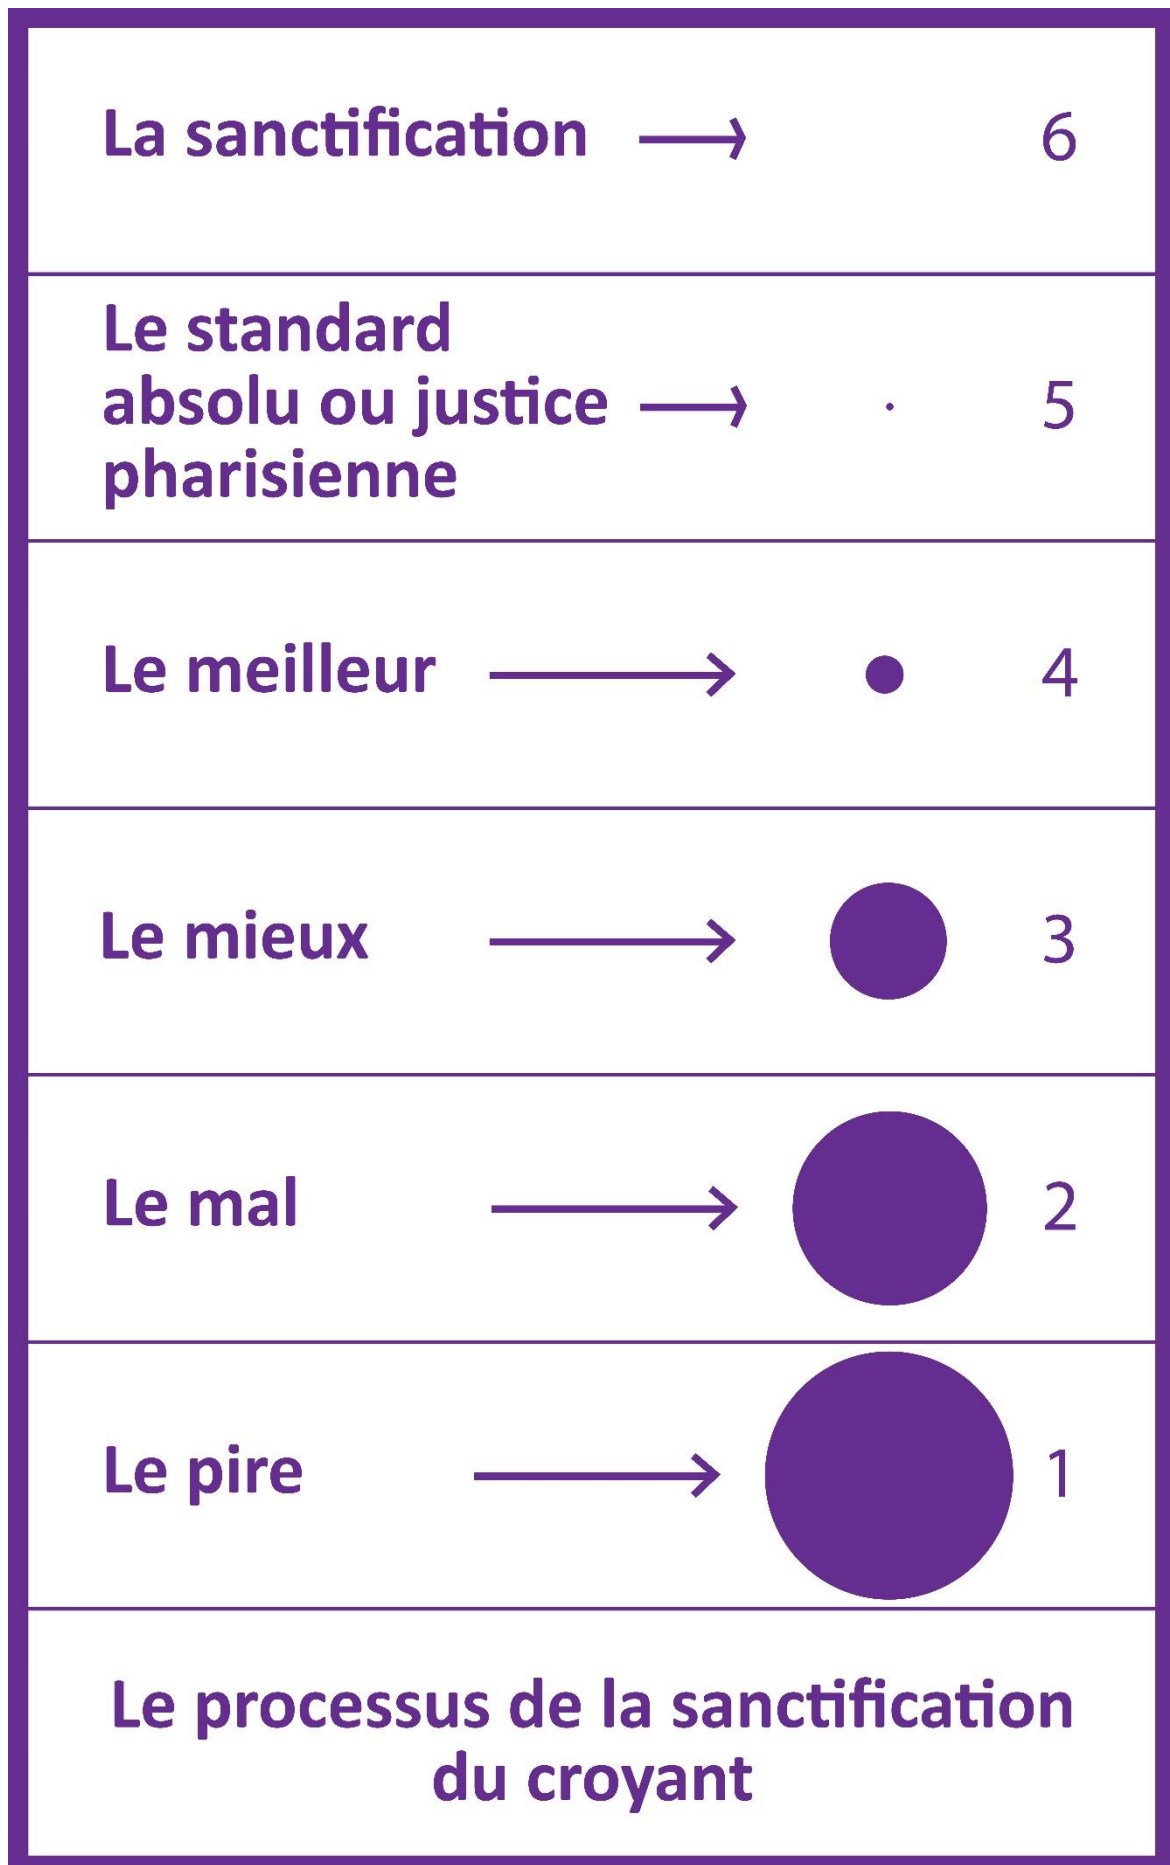 La sanctification → 6
Le standard
absolu ou justice → 5
pharisienne
Le meilleur → 4
Le mieux → 3
Le mal → 2
Le pire → 1
Le processus de la sanctification
du croyant